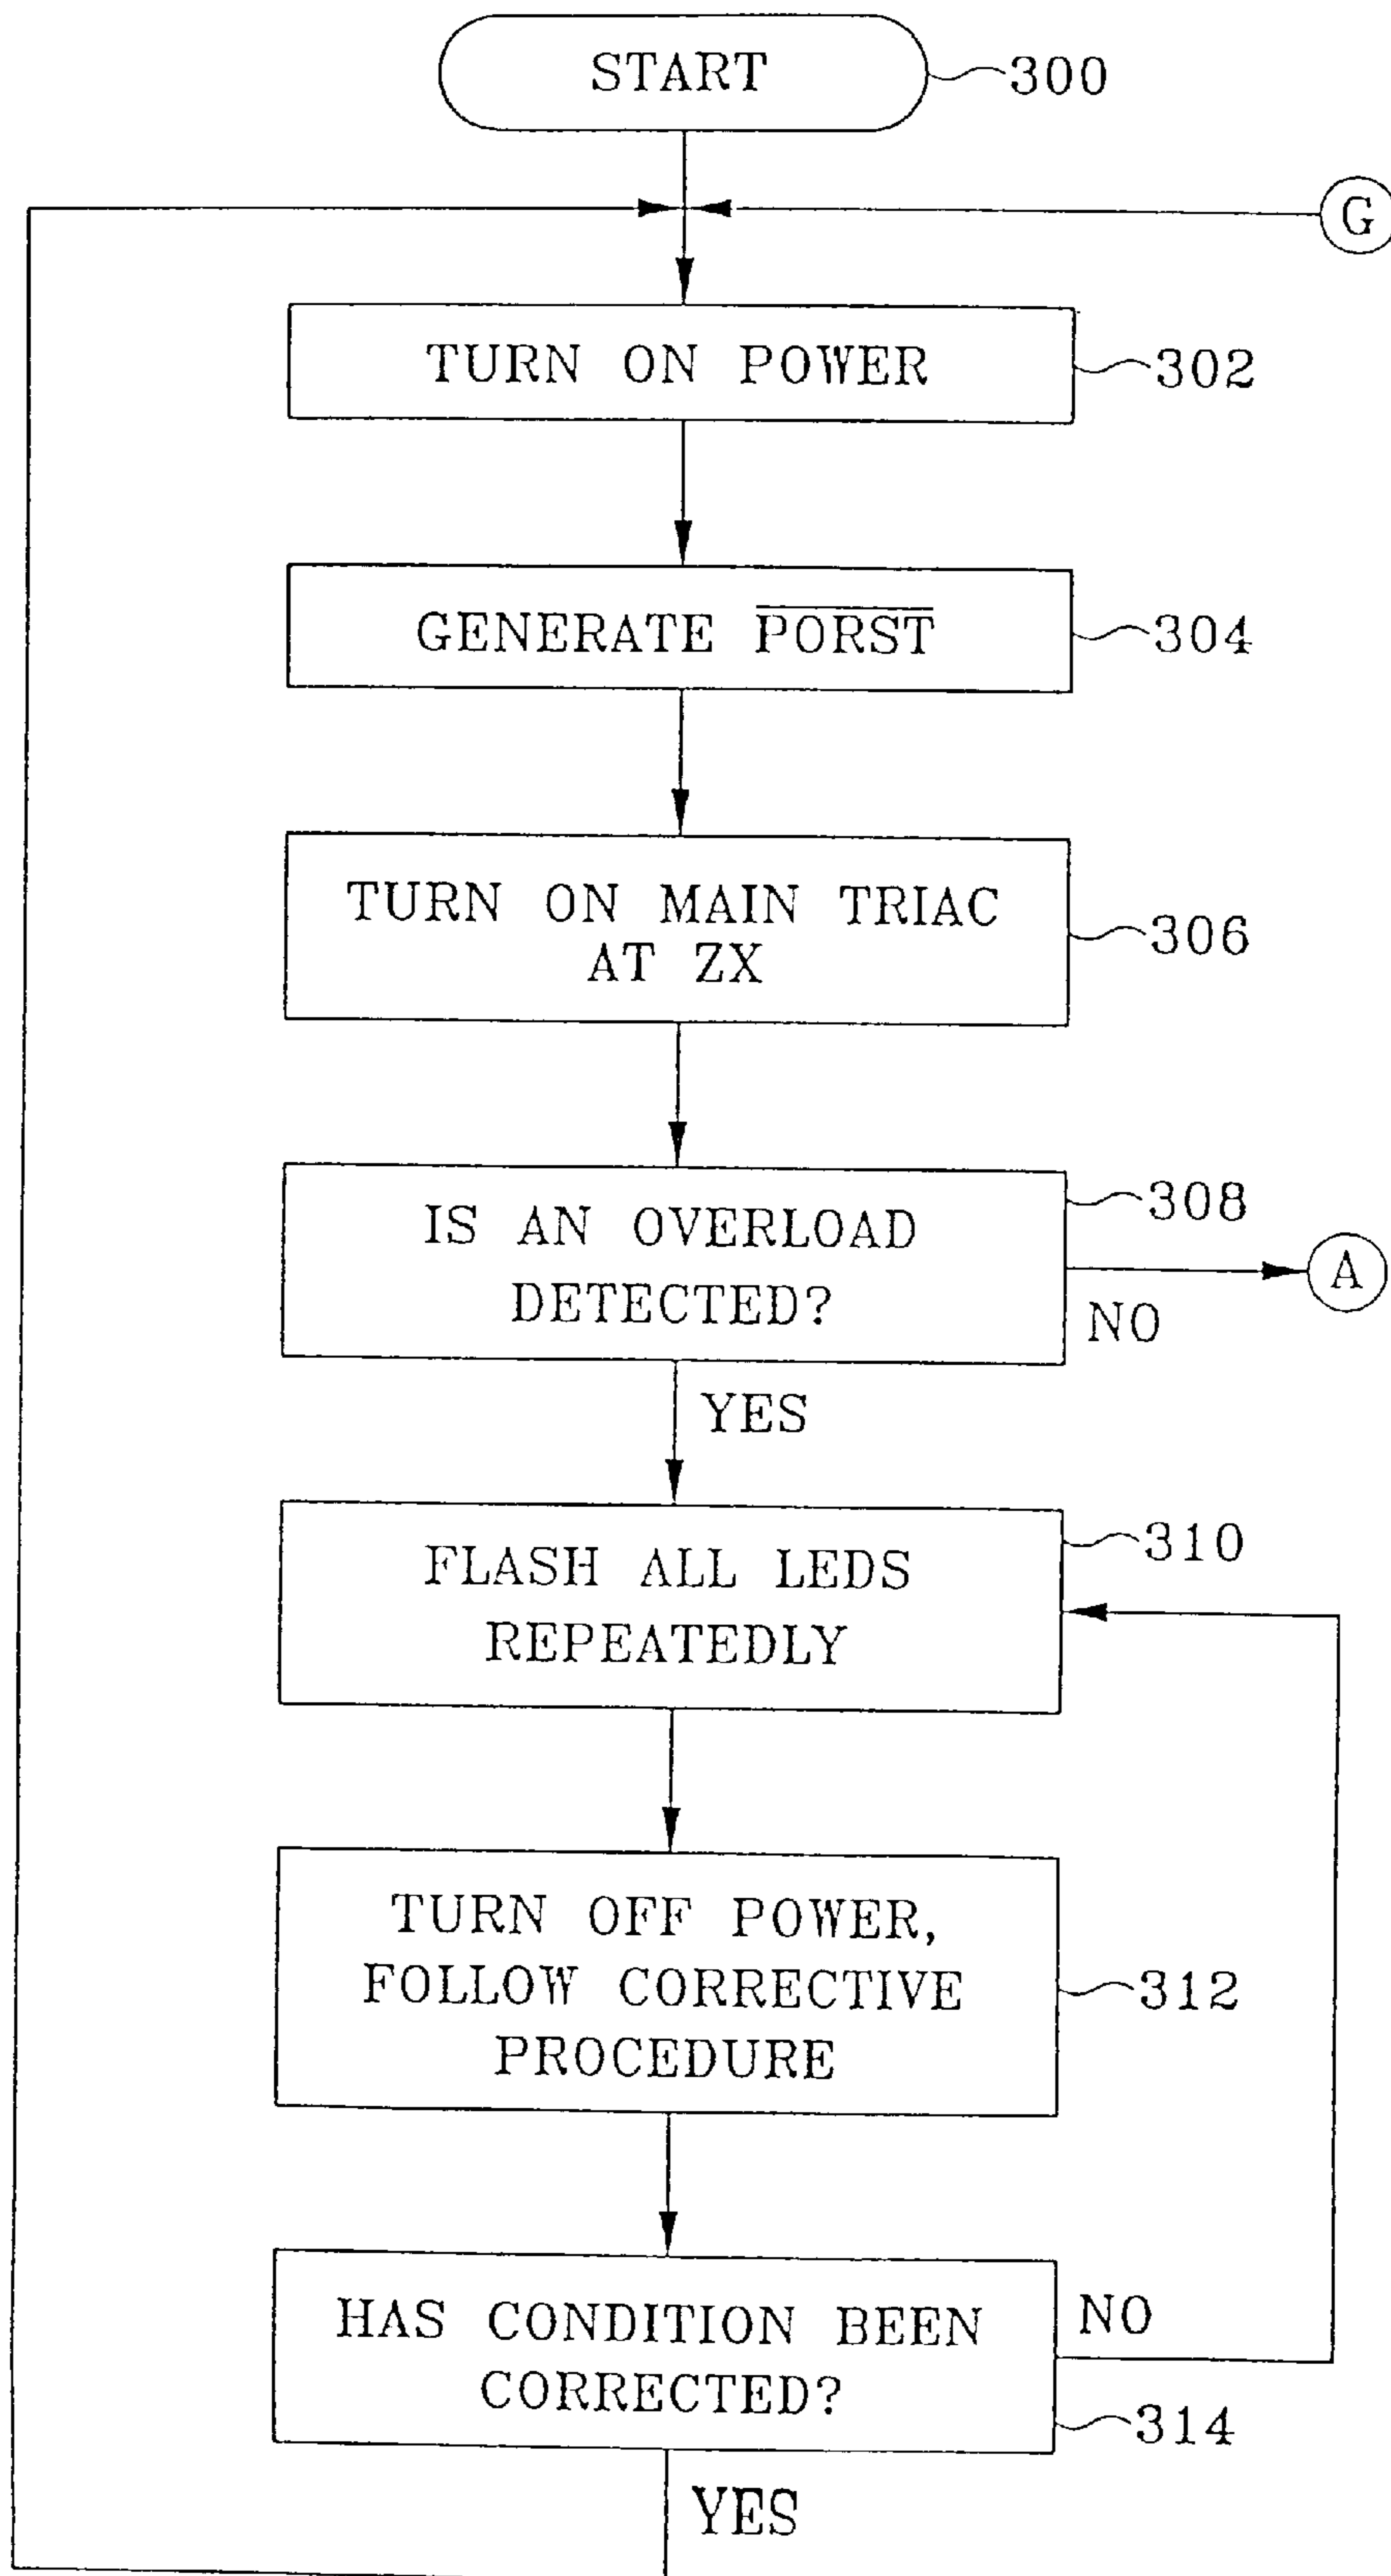 START
300
G
TURN ON POWER
302
GENERATE P̅O̅R̅S̅T̅
304
TURN ON MAIN TRIAC
AT ZX
306
IS AN OVERLOAD
DETECTED?
308
A
NO
YES
FLASH ALL LEDS
REPEATEDLY
310
TURN OFF POWER,
FOLLOW CORRECTIVE
PROCEDURE
312
HAS CONDITION BEEN
CORRECTED?
NO
314
YES